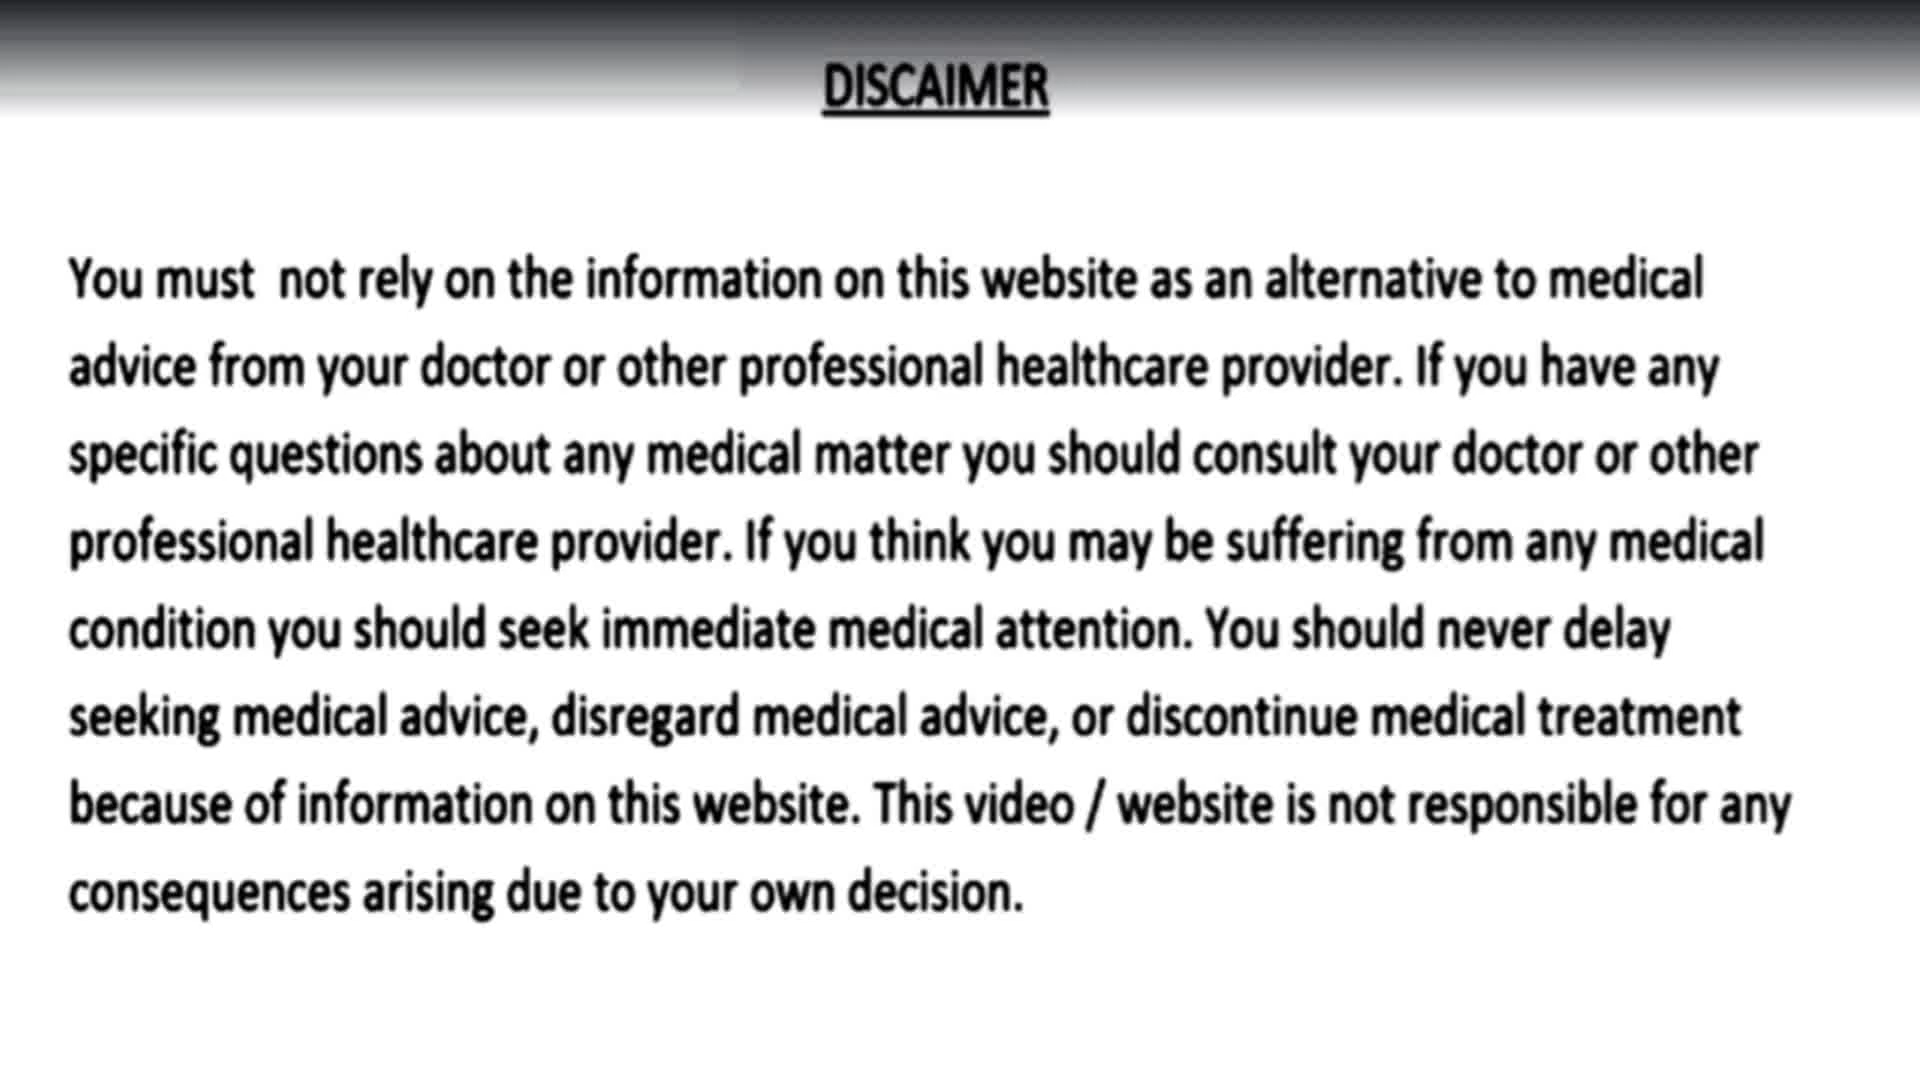 DISCAIMER
You must  not rely on the information on this website as an alternative to medical
advice from your doctor or other professional healthcare provider. If you have any
specific questions about any medical matter you should consult your doctor or other
professional healthcare provider. If you think you may be suffering from any medical
condition you should seek immediate medical attention. You should never delay
seeking medical advice, disregard medical advice, or discontinue medical treatment
because of information on this website. This video / website is not responsible for any
consequences arising due to your own decision.